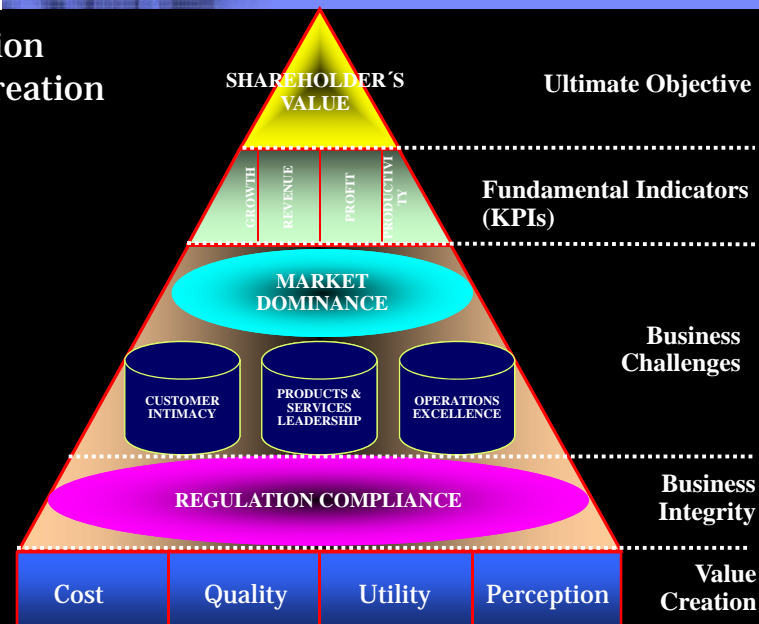 ion
reation
SHAREHOLDER´S
VALUE
Ultimate Objective
GROWTH
REVENUE
PROFIT
PRODUCTIVI
TY
Fundamental Indicators
(KPIs)
MARKET
DOMINANCE
Business
Challenges
CUSTOMER
INTIMACY
PRODUCTS &
SERVICES
LEADERSHIP
OPERATIONS
EXCELLENCE
REGULATION COMPLIANCE
Business
Integrity
Cost
Quality
Utility
Perception
Value
Creation